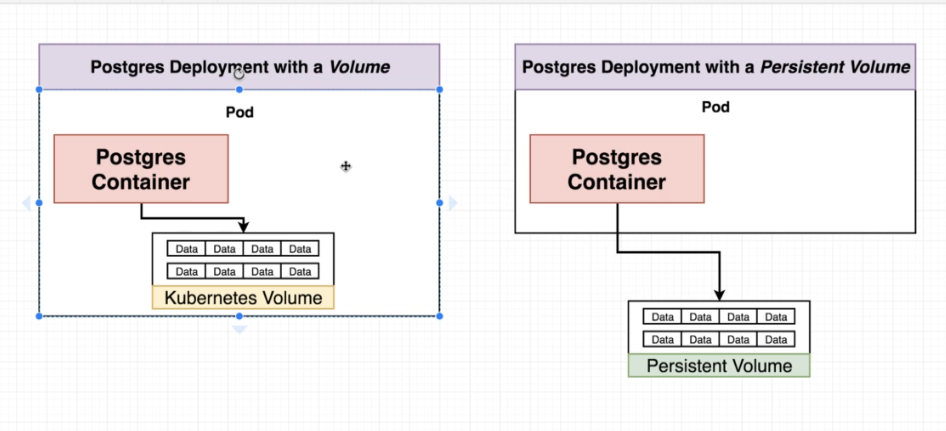 Postgres Deployment with a Volume
Pod
Postgres
Container
Data Data Data Data
Data Data Data Data
Kubernetes Volume
Postgres Deployment with a Persistent Volume
Pod
Postgres
Container
Data Data Data Data
Data Data Data Data
Persistent Volume